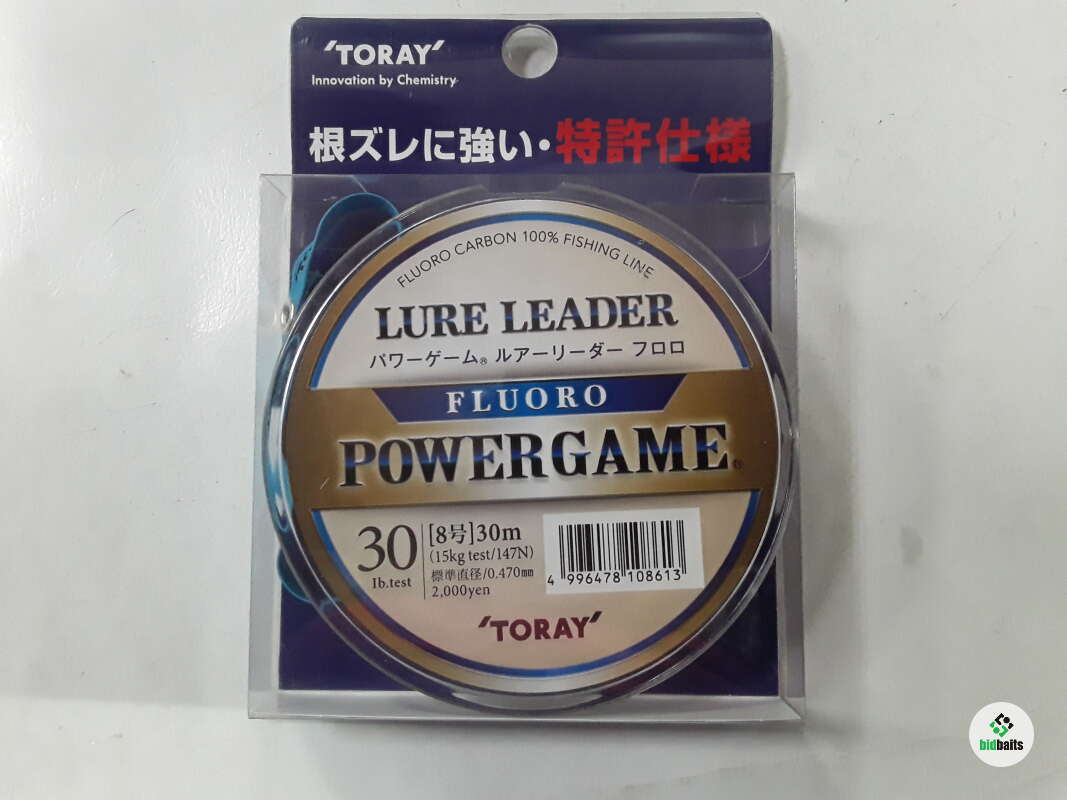 'TORAY'
Innovation by Chemistry
根ズレに強い・特許仕様
FLUORO CARBON 100% FISHING LINE
LURE LEADER
パワーゲーム® ルアーリーダー フロロ
FLUORO
POWERGAME®
30
lb.test
[8号]30m
(15kg test/147N)
標準直径/0.470mm
2,000yen
4 996478 108613
'TORAY'
bidbaits